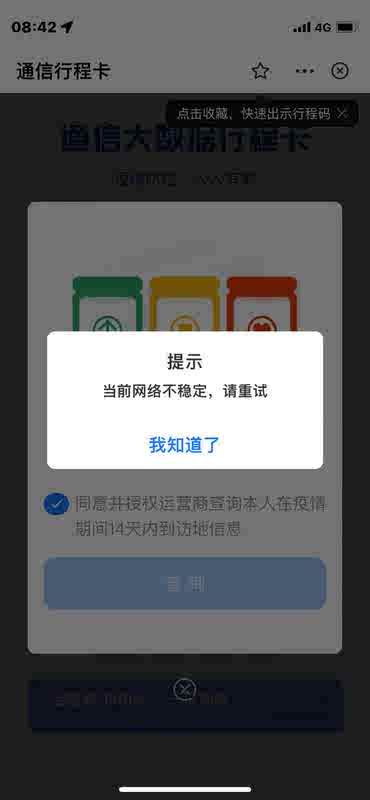 08:42
4G
通信行程卡
点击收藏，快速出示行程码
通信大数据行程卡
提示
当前网络不稳定，请重试
我知道了
同意并授权运营商查询本人在疫情
期间14天内到访地信息
查 询